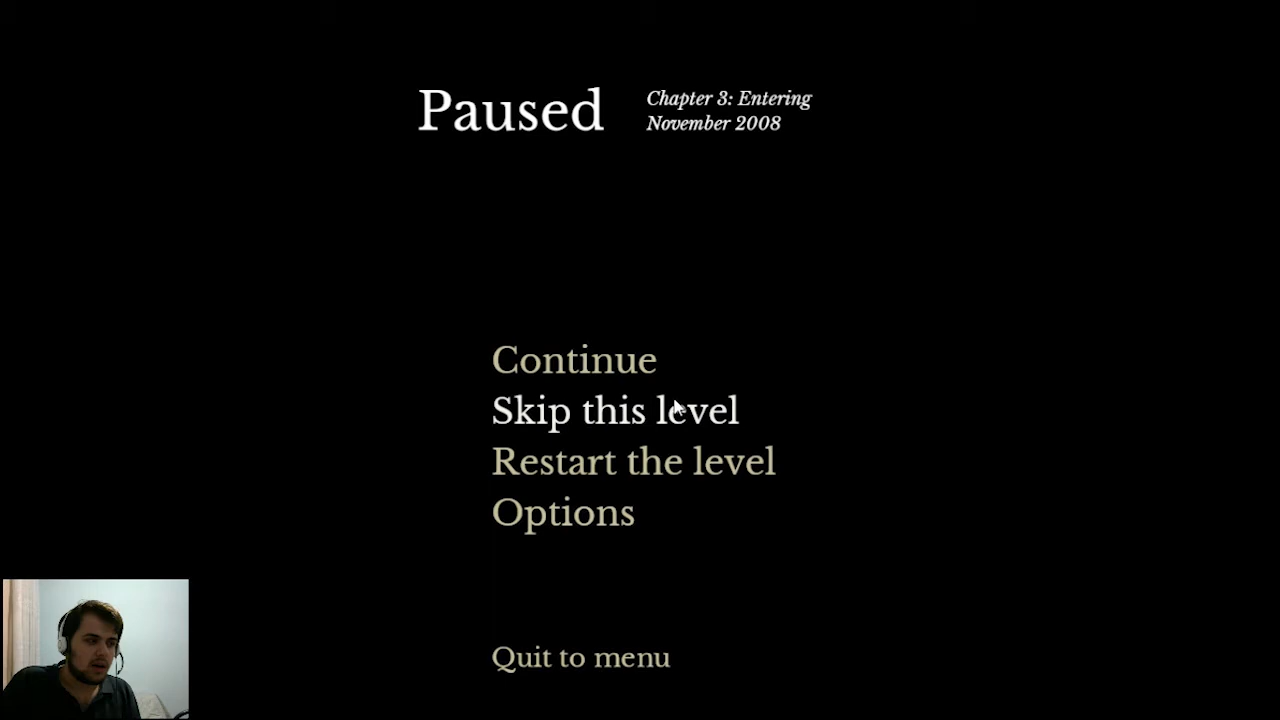 Paused
Chapter 3: Entering
November 2008
Continue
Skip this level
Restart the level
Options
Quit to menu